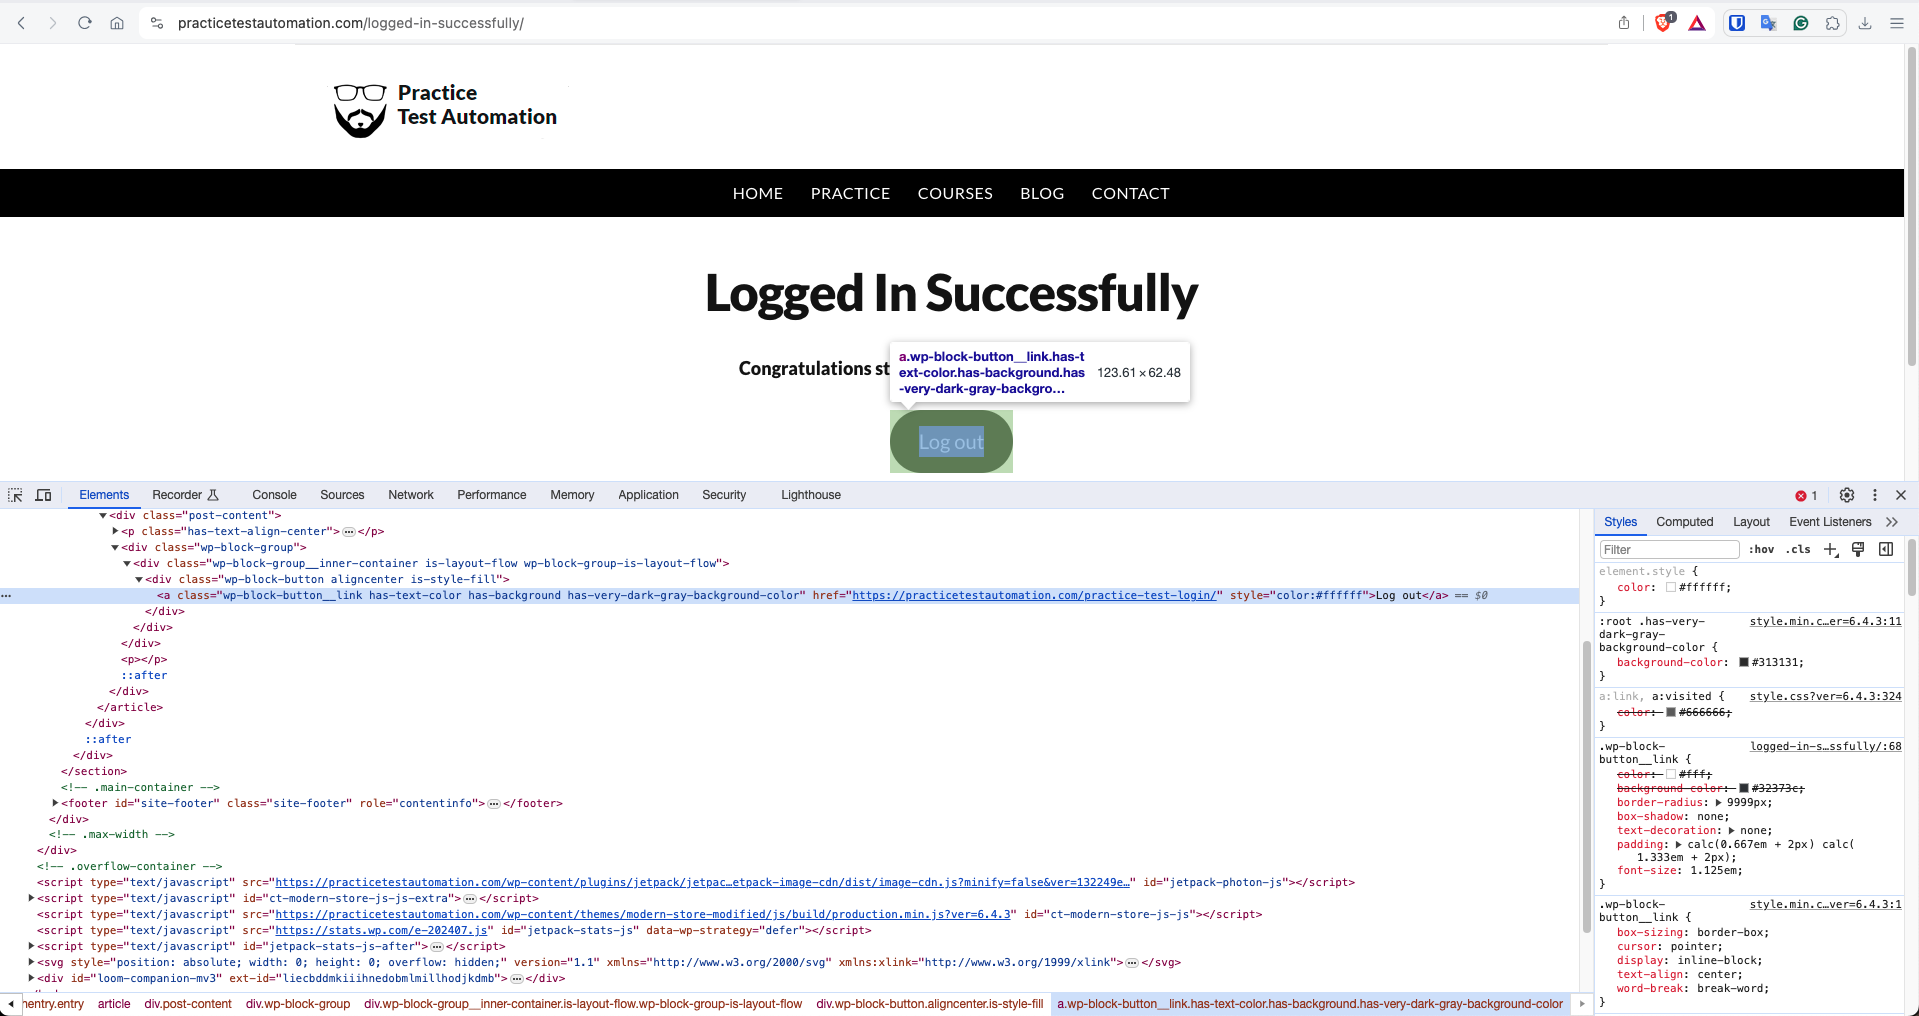 practicetestautomation.com/logged-in-successfully/
1
Practice
Test Automation
HOME PRACTICE COURSES BLOG CONTACT
Logged In Successfully
Congratulations st
a.wp-block-button__link.has-t
ext-color.has-background.has
-very-dark-gray-backgro…
123.61 × 62.48
Log out
Elements Recorder Console Sources Network Performance Memory Application Security Lighthouse
1
<div class="post-content">
<p class="has-text-align-center"> … </p>
<div class="wp-block-group">
<div class="wp-block-group__inner-container is-layout-flow wp-block-group-is-layout-flow">
<div class="wp-block-button aligncenter is-style-fill">
… <a class="wp-block-button__link has-text-color has-background has-very-dark-gray-background-color" href="https://practicetestautomation.com/practice-test-login/" style="color:#ffffff">Log out</a> == $0
</div>
</div>
</div>
<p></p>
::after
</div>
</article>
</div>
::after
</div>
</section>
<!-- .main-container -->
<footer id="site-footer" class="site-footer" role="contentinfo"> … </footer>
</div>
<!-- .max-width -->
</div>
<!-- .overflow-container -->
<script type="text/javascript" src="https://practicetestautomation.com/wp-content/plugins/jetpack/jetpac…etpack-image-cdn/dist/image-cdn.js?minify=false&ver=132249e…" id="jetpack-photon-js"></script>
<script type="text/javascript" id="ct-modern-store-js-js-extra"> … </script>
<script type="text/javascript" src="https://practicetestautomation.com/wp-content/themes/modern-store-modified/js/build/production.min.js?ver=6.4.3" id="ct-modern-store-js-js"></script>
<script type="text/javascript" src="https://stats.wp.com/e-202407.js" id="jetpack-stats-js" data-wp-strategy="defer"></script>
<script type="text/javascript" id="jetpack-stats-js-after"> … </script>
<svg style="position: absolute; width: 0; height: 0; overflow: hidden;" version="1.1" xmlns="http://www.w3.org/2000/svg" xmlns:xlink="http://www.w3.org/1999/xlink"> … </svg>
<div id="loom-companion-mv3" ext-id="liecbddmkiiihnedobmlmillhodjkdmb"> … </div>
nentry.entry article div.post-content div.wp-block-group div.wp-block-group__inner-container.is-layout-flow.wp-block-group-is-layout-flow div.wp-block-button.aligncenter.is-style-fill a.wp-block-button__link.has-text-color.has-background.has-very-dark-gray-background-color
Styles Computed Layout Event Listeners
Filter :hov .cls
element.style {
color: #ffffff;
}
:root .has-very- style.min.c…er=6.4.3:11
dark-gray-
background-color {
background-color: #313131;
}
a:link, a:visited { style.css?ver=6.4.3:324
color: #666666;
}
.wp-block- logged-in-s…ssfully/:68
button__link {
color: #fff;
background-color: #32373c;
border-radius: 9999px;
box-shadow: none;
text-decoration: none;
padding: calc(0.667em + 2px) calc(
1.333em + 2px);
font-size: 1.125em;
}
.wp-block- style.min.c…ver=6.4.3:1
button__link {
box-sizing: border-box;
cursor: pointer;
display: inline-block;
text-align: center;
word-break: break-word;
}